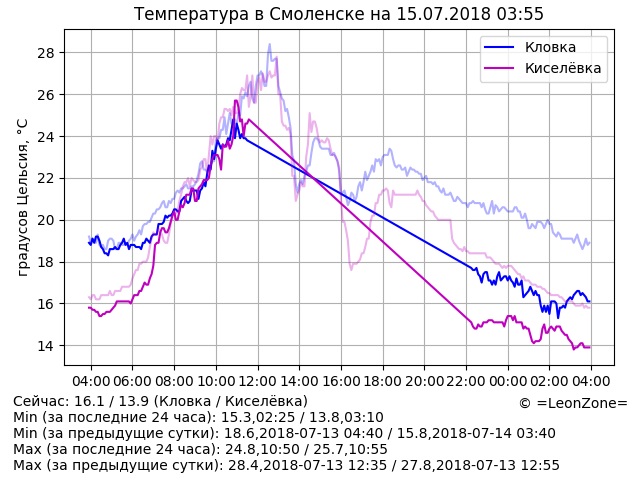 Температура в Смоленске на 15.07.2018 03:55
Кловка
Киселёвка
градусов Цельсия, °C
28
26
24
22
20
18
16
14
04:00 06:00 08:00 10:00 12:00 14:00 16:00 18:00 20:00 22:00 00:00 02:00 04:00
Сейчас: 16.1 / 13.9 (Кловка / Киселёвка)
© =LeonZone=
Min (за последние 24 часа): 15.3,02:25 / 13.8,03:10
Min (за предыдущие сутки): 18.6,2018-07-13 04:40 / 15.8,2018-07-14 03:40
Max (за последние 24 часа): 24.8,10:50 / 25.7,10:55
Max (за предыдущие сутки): 28.4,2018-07-13 12:35 / 27.8,2018-07-13 12:55